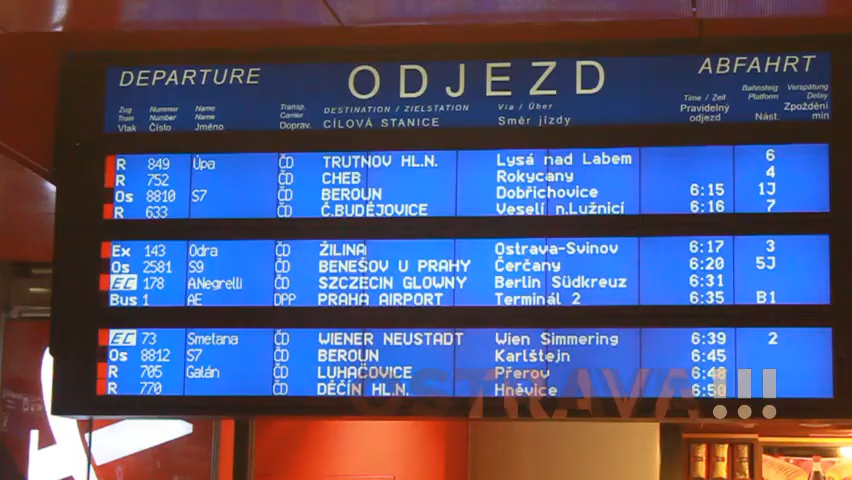 DEPARTURE ODJEZD ABFAHRT
Zug Nummer Name Transp. DESTINATION / ZIELSTATION Via / Über Time / Zeit Bahnsteig Verspätung
Train Number Name Carrier Platform Delay
Vlak Číslo Jméno Doprav. CÍLOVÁ STANICE Směr jízdy Pravidelný odjezd Nást. Zpoždění min
R 849 Úpa ČD TRUTNOV HL.N. Lysá nad Labem 6
R 752 ČD CHEB Rokycany 4
Os 8810 S7 ČD BEROUN Dobřichovice 6:15 1J
R 633 ČD Č.BUDĚJOVICE Veselí n.Lužnicí 6:16 7
Ex 143 Odra ČD ŽILINA Ostrava-Svinov 6:17 3
Os 2581 S9 ČD BENEŠOV U PRAHY Čerčany 6:20 5J
EC 178 A.Negrelli ČD SZCZECIN GLOWNY Berlin Südkreuz 6:31
Bus 1 AE DPP PRAHA AIRPORT Terminál 2 6:35 B1
EC 73 Smetana ČD WIENER NEUSTADT Wien Simmering 6:39 2
Os 8812 S7 ČD BEROUN Karlštejn 6:45
R 705 Galán ČD LUHAČOVICE Přerov 6:48
R 770 ČD DĚČÍN HL.N. Hněvice 6:50
OSTRAVA!!!